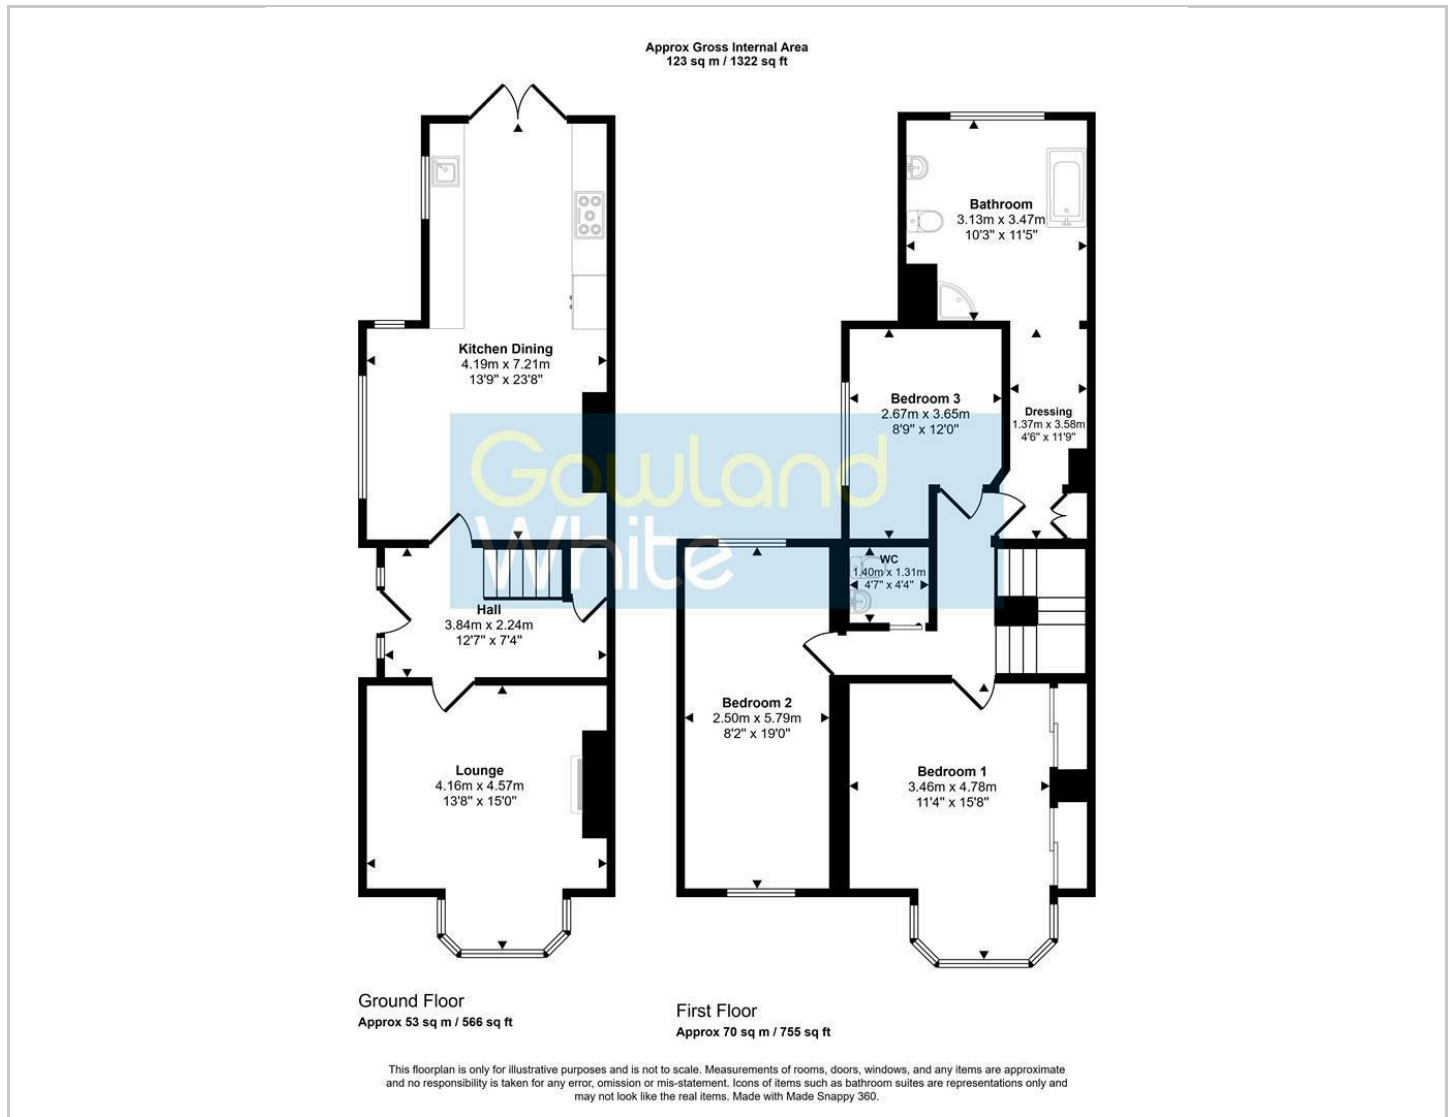 Approx Gross Internal Area
123 sq m / 1322 sq ft
Kitchen Dining
4.19m x 7.21m
13'9" x 23'8"
Hall
3.84m x 2.24m
12'7" x 7'4"
Lounge
4.16m x 4.57m
13'8" x 15'0"
Ground Floor
Approx 53 sq m / 566 sq ft
Bathroom
3.13m x 3.47m
10'3" x 11'5"
Bedroom 3
2.67m x 3.65m
8'9" x 12'0"
Dressing
1.37m x 3.58m
4'6" x 11'9"
WC
1.40m x 1.31m
4'7" x 4'4"
Bedroom 2
2.50m x 5.79m
8'2" x 19'0"
Bedroom 1
3.46m x 4.78m
11'4" x 15'8"
First Floor
Approx 70 sq m / 755 sq ft
Gowland
White
This floorplan is only for illustrative purposes and is not to scale. Measurements of rooms, doors, windows, and any items are approximate
and no responsibility is taken for any error, omission or mis-statement. Icons of items such as bathroom suites are representations only and
may not look like the real items. Made with Made Snappy 360.